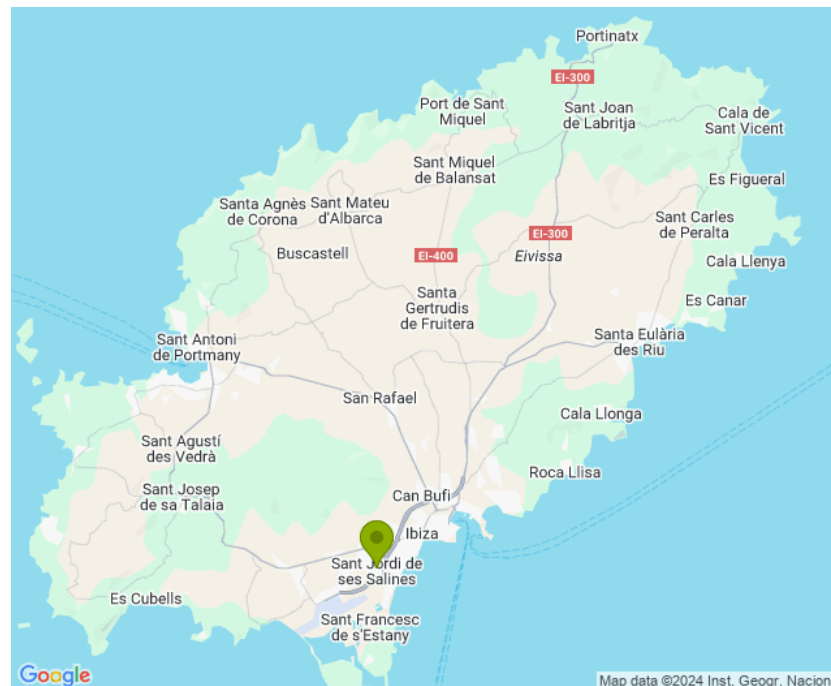 Portinatx
EI-300
Port de Sant
Miquel
Sant Joan
de Labritja
Cala de
Sant Vicent
Sant Miquel
de Balansat
Es Figueral
Santa Agnès
de Corona
Sant Mateu
d'Albarca
Sant Carles
de Peralta
EI-300
Buscastell
EI-400
Eivissa
Cala Llenya
Santa
Gertrudis
de Fruitera
Es Canar
Sant Antoni
de Portmany
Santa Eulària
des Riu
San Rafael
Cala Llonga
Sant Agustí
des Vedrà
Roca Llisa
Sant Josep
de sa Talaia
Can Bufi
Ibiza
Sant Jordi de
ses Salines
Es Cubells
Sant Francesc
de s'Estany
Google
Map data ©2024 Inst. Geogr. Nacion